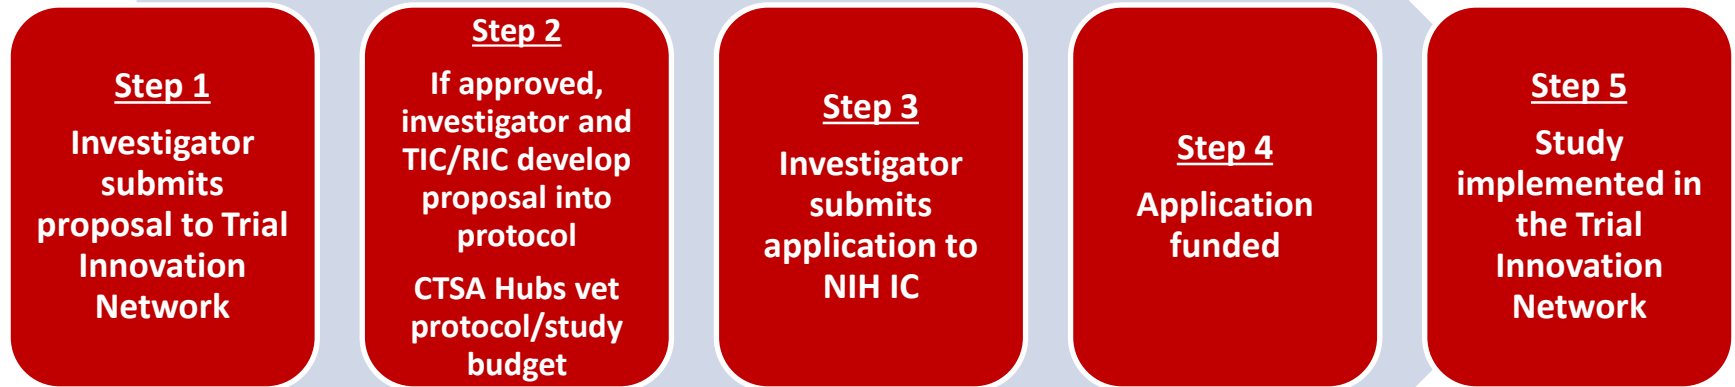 Step 1
Investigator
submits
proposal to Trial
Innovation
Network
Step 2
If approved,
investigator and
TIC/RIC develop
proposal into
protocol
CTSA Hubs vet
protocol/study
budget
Step 3
Investigator
submits
application to
NIH IC
Step 4
Application
funded
Step 5
Study
implemented in
the Trial
Innovation
Network